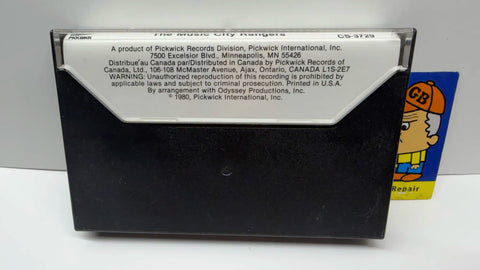 PICKWICK
The Music City Rangers
CS-3729
A product of Pickwick Records Division, Pickwick International, Inc.
7500 Excelsior Blvd., Minneapolis, MN 55426
Distribué au Canada par/Distributed in Canada by Pickwick Records of
Canada, Ltd., 106-108 McMaster Avenue, Ajax, Ontario, CANADA L1S-2E7
WARNING: Unauthorized reproduction of this recording is prohibited by
applicable laws and subject to criminal prosecution. Printed in U.S.A.
By arrangement with Odyssey Productions, Inc.
© 1980, Pickwick International, Inc.
GB
Repair